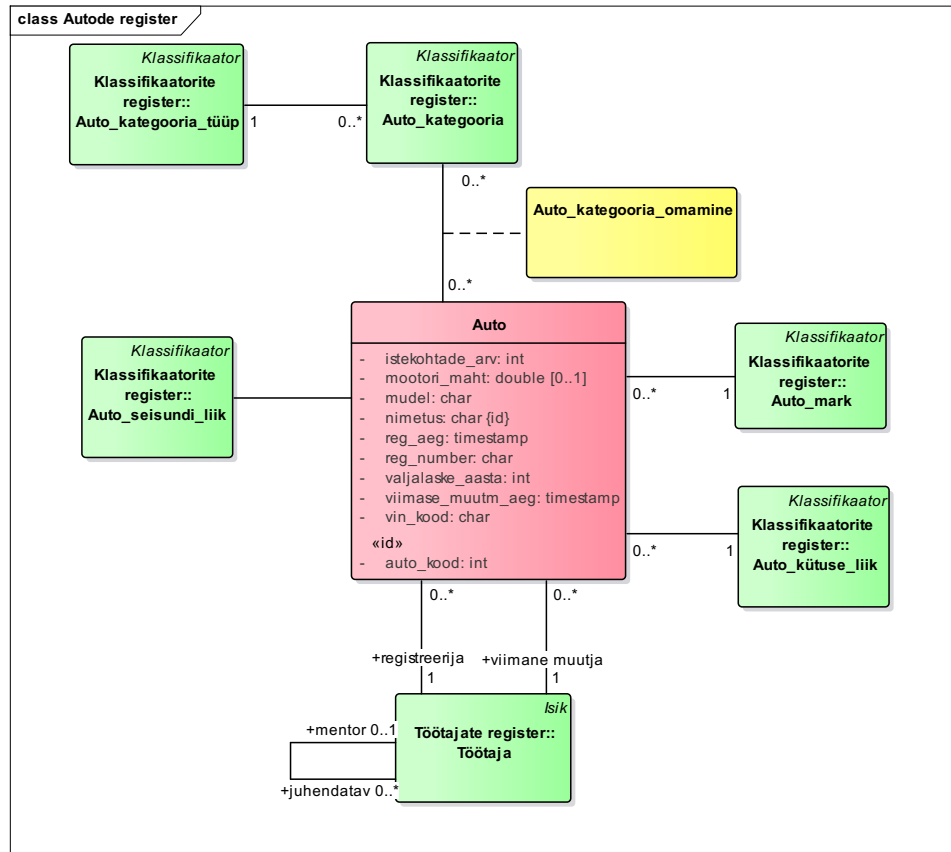 class Autode register
Klassifikaator
Klassifikaatorite
register::
Auto_kategooria_tüüp
1
0..*
Klassifikaator
Klassifikaatorite
register::
Auto_kategooria
0..*
Auto_kategooria_omamine
0..*
Klassifikaator
Klassifikaatorite
register::
Auto_seisundi_liik
Auto
- istekohtade_arv: int
- mootori_maht: double [0..1]
- mudel: char
- nimetus: char {id}
- reg_aeg: timestamp
- reg_number: char
- valjalaske_aasta: int
- viimase_muutm_aeg: timestamp
- vin_kood: char
«id»
- auto_kood: int
0..*
1
Klassifikaator
Klassifikaatorite
register::
Auto_mark
0..*
1
Klassifikaator
Klassifikaatorite
register::
Auto_kütuse_liik
0..*
0..*
+registreerija
1
+viimane muutja
1
Isik
Töötajate register::
Töötaja
+mentor 0..1
+juhendatav 0..*